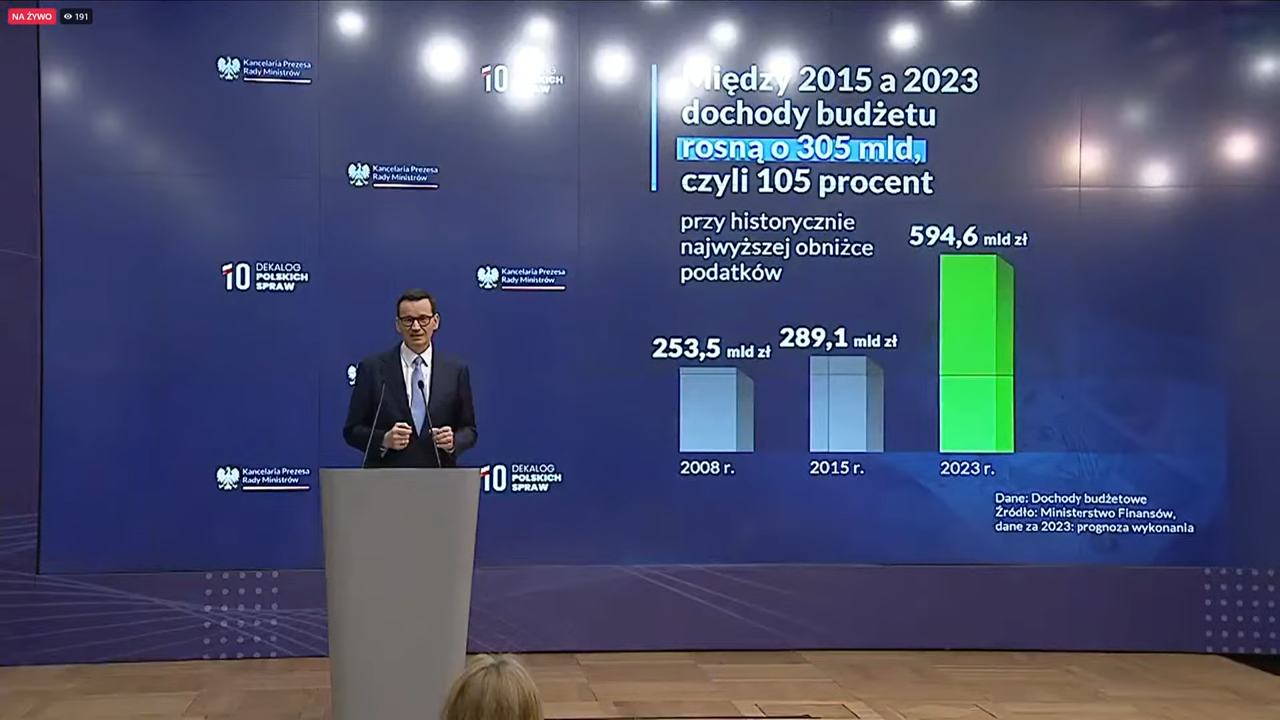 NA ŻYWO
191
Kancelaria Prezesa
Rady Ministrów
10
Między 2015 a 2023
dochody budżetu
rosną o 305 mld,
czyli 105 procent
przy historycznie
najwyższej obniżce
podatków
Kancelaria Prezesa
Rady Ministrów
10 DEKALOG
POLSKICH
SPRAW
Kancelaria Prezesa
Rady Ministrów
253,5 mld zł
289,1 mld zł
594,6 mld zł
2008 r.
2015 r.
2023 r.
Kancelaria Prezesa
Rady Ministrów
10 DEKALOG
POLSKICH
SPRAW
Dane: Dochody budżetowe
Źródło: Ministerstwo Finansów,
dane za 2023: prognoza wykonania